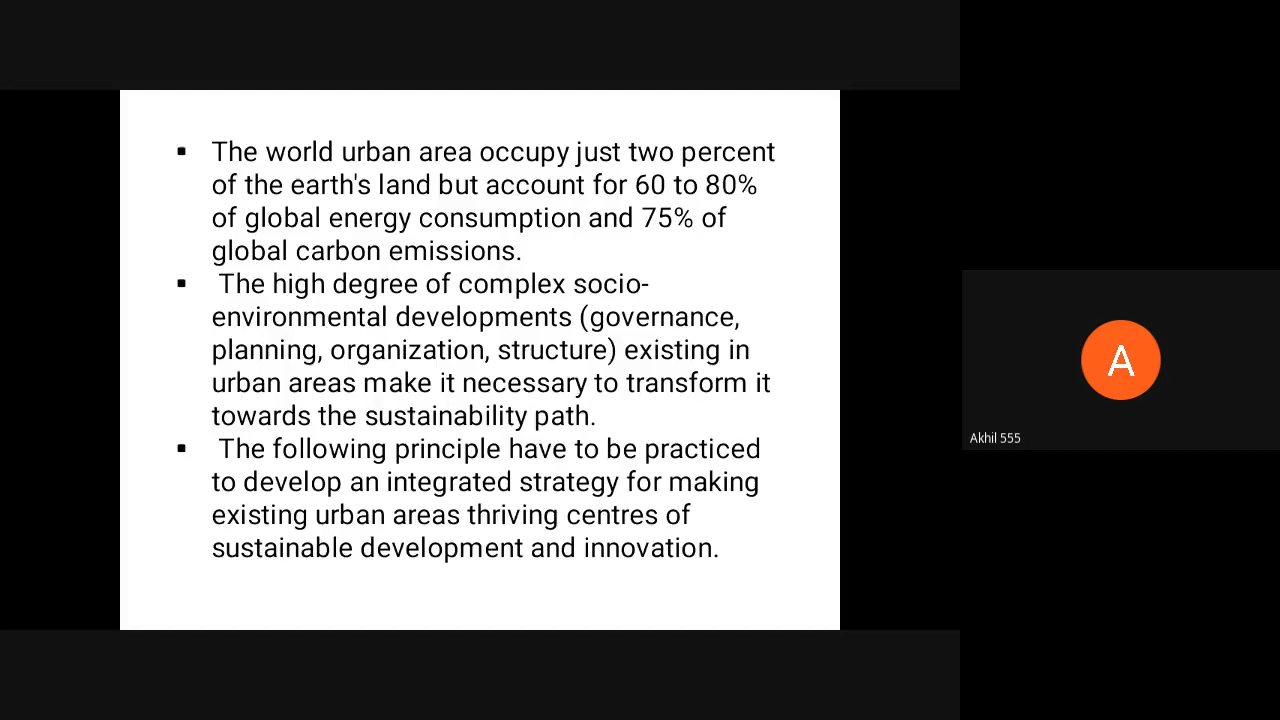 ▪ The world urban area occupy just two percent
of the earth's land but account for 60 to 80%
of global energy consumption and 75% of
global carbon emissions.
▪ The high degree of complex socio-
environmental developments (governance,
planning, organization, structure) existing in
urban areas make it necessary to transform it
towards the sustainability path.
▪ The following principle have to be practiced
to develop an integrated strategy for making
existing urban areas thriving centres of
sustainable development and innovation.
A
Akhil 555